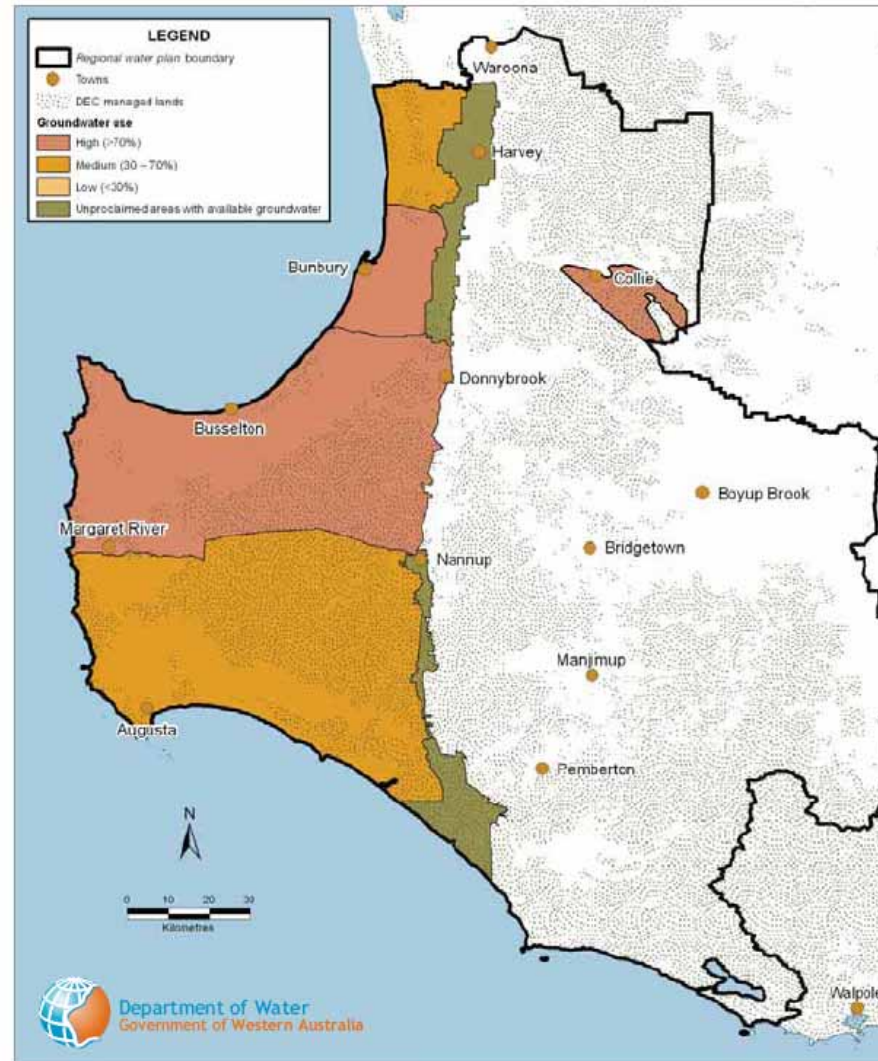 LEGEND
Regional water plan boundary
Towns
DEC managed lands
Groundwater use
High (>70%)
Medium (30 – 70%)
Low (<30%)
Unproclaimed areas with available groundwater
Waroona
Harvey
Bunbury
Collie
Donnybrook
Busselton
Boyup Brook
Margaret River
Bridgetown
Nannup
Manjimup
Augusta
Pemberton
N
0 10 20 30
Kilometres
Walpole
Department of Water
Government of Western Australia